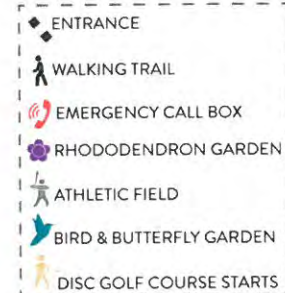 ENTRANCE
WALKING TRAIL
EMERGENCY CALL BOX
RHODODENDRON GARDEN
ATHLETIC FIELD
BIRD & BUTTERFLY GARDEN
DISC GOLF COURSE STARTS